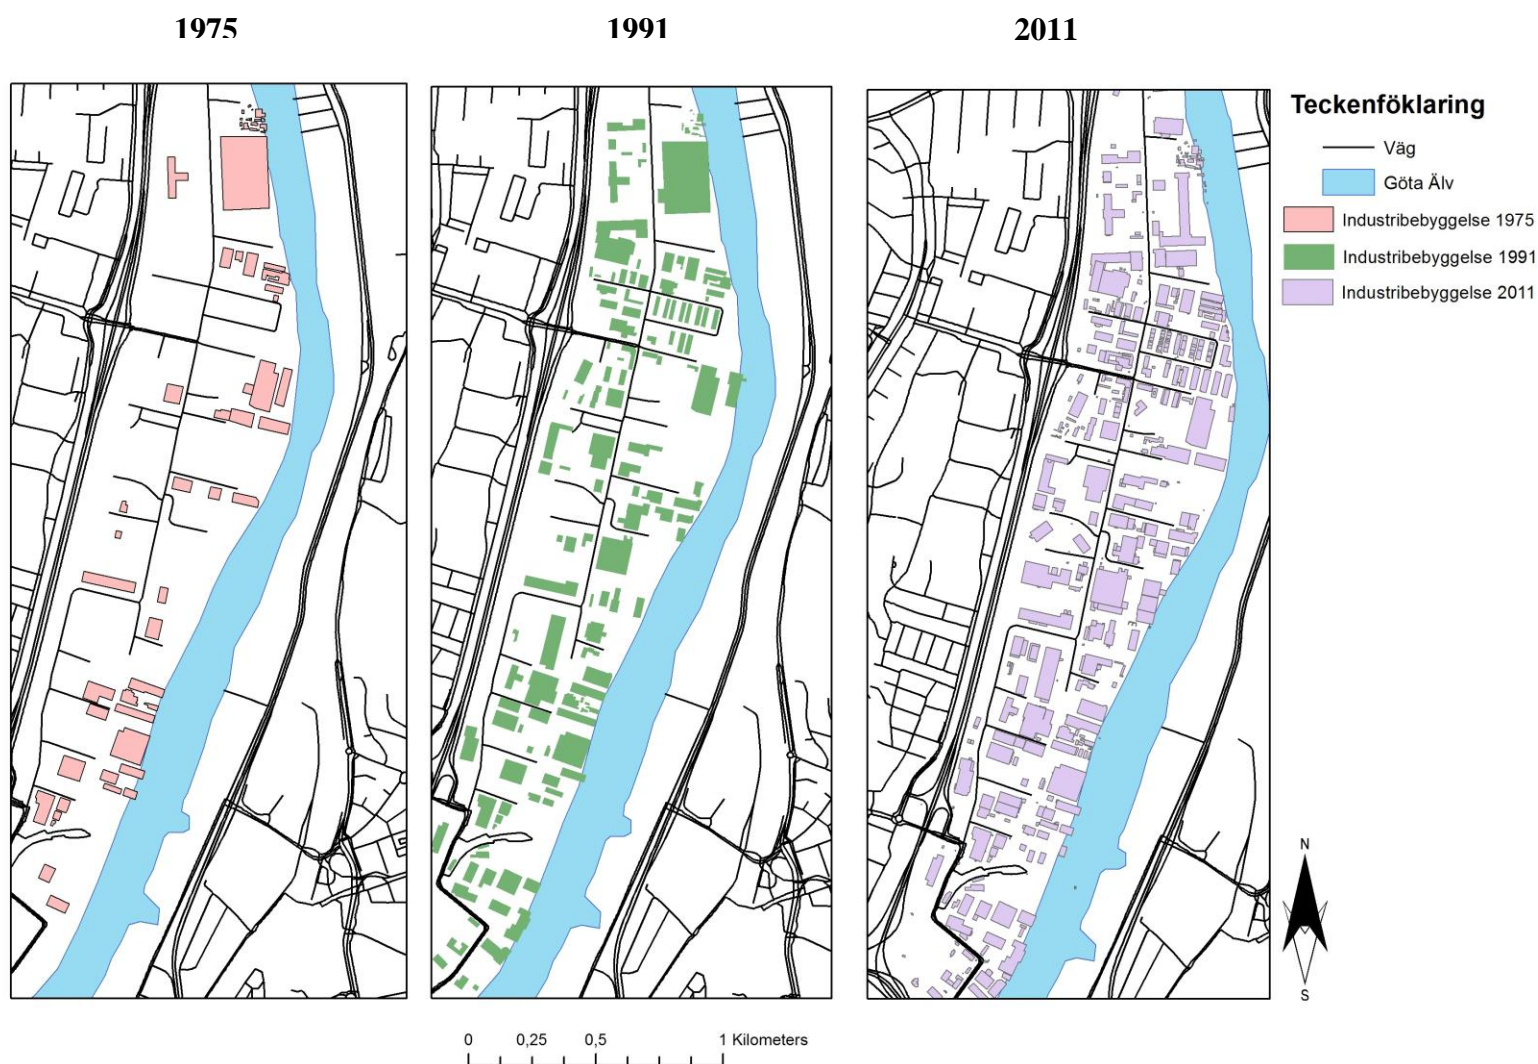 1975 1991 2011
Teckenföklaring
Väg
Göta Älv
Industribebyggelse 1975
Industribebyggelse 1991
Industribebyggelse 2011
N
S
0 0,25 0,5 1 Kilometers